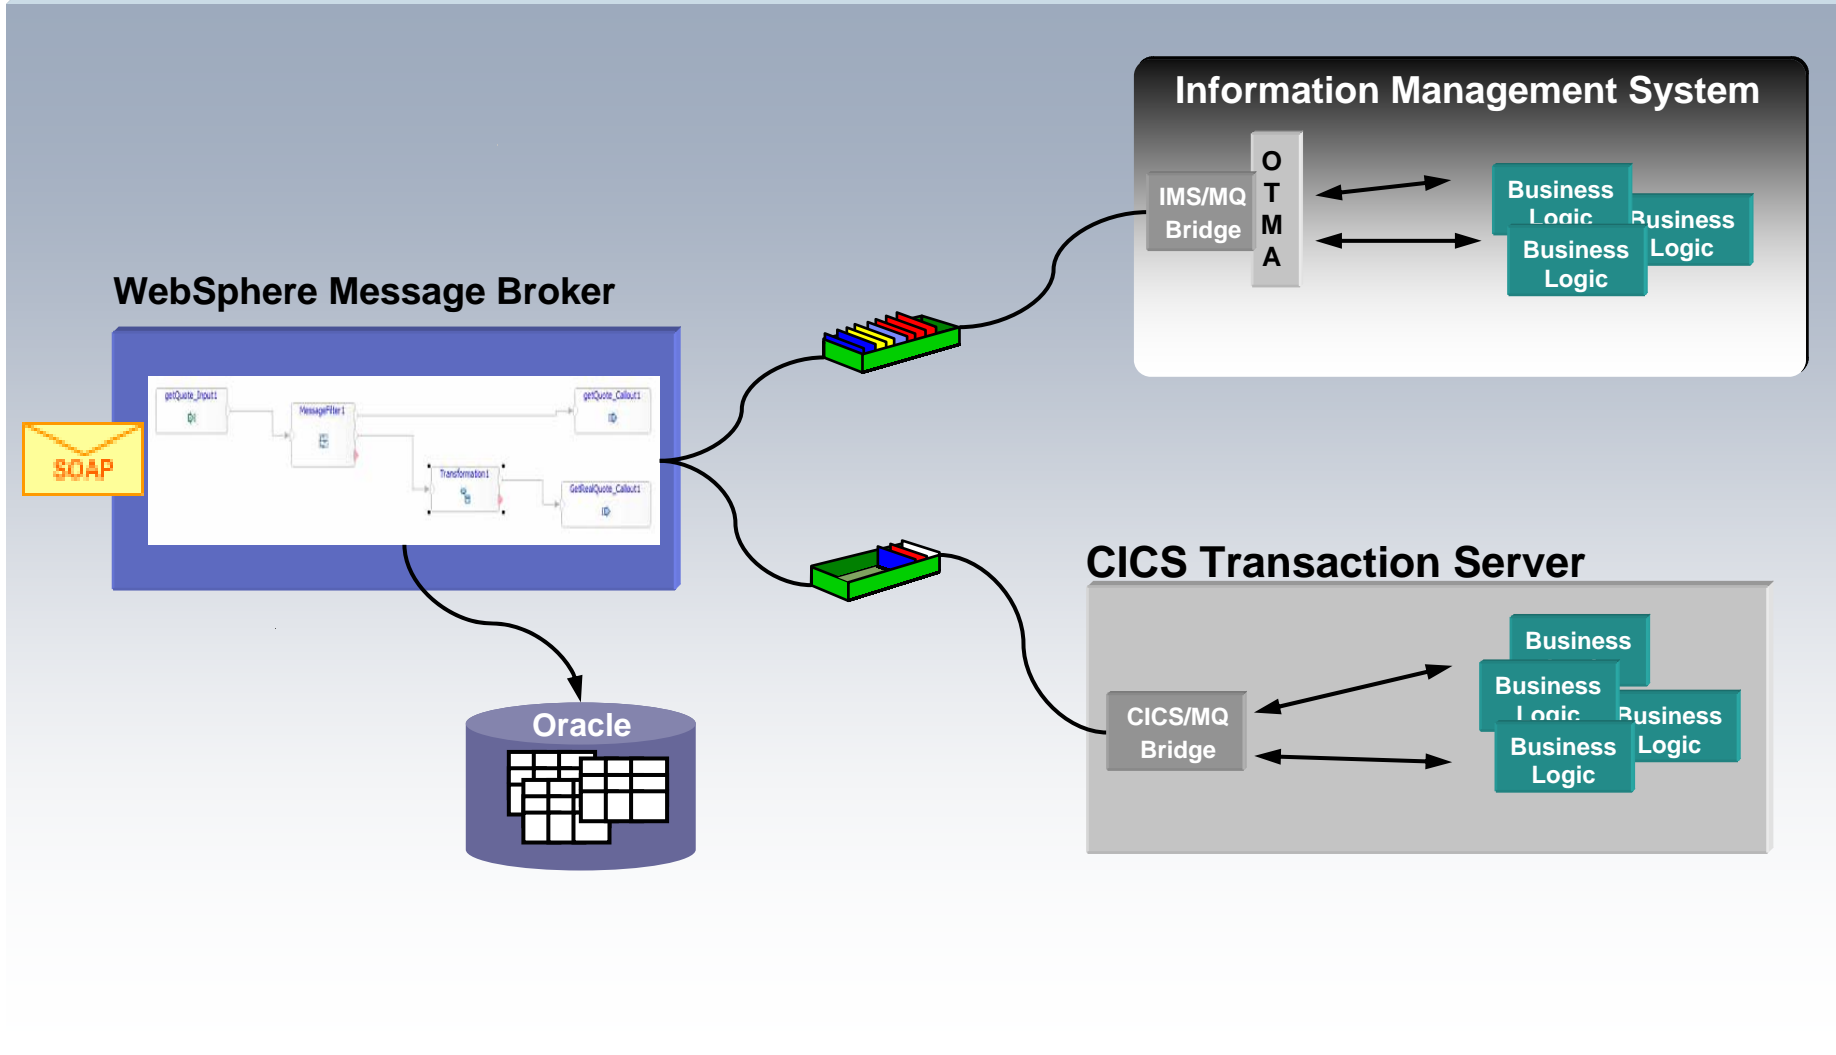 Information Management System
O
T
M
A
IMS/MQ
Bridge
Business
Logic
Business
Logic
Business
Logic
WebSphere Message Broker
getQuote_Input1
MessageFilter1
getQuote_Callout1
Transformation1
GetRealQuote_Callout1
SOAP
CICS Transaction Server
CICS/MQ
Bridge
Business
Business
Logic
Business
Logic
Business
Logic
Oracle